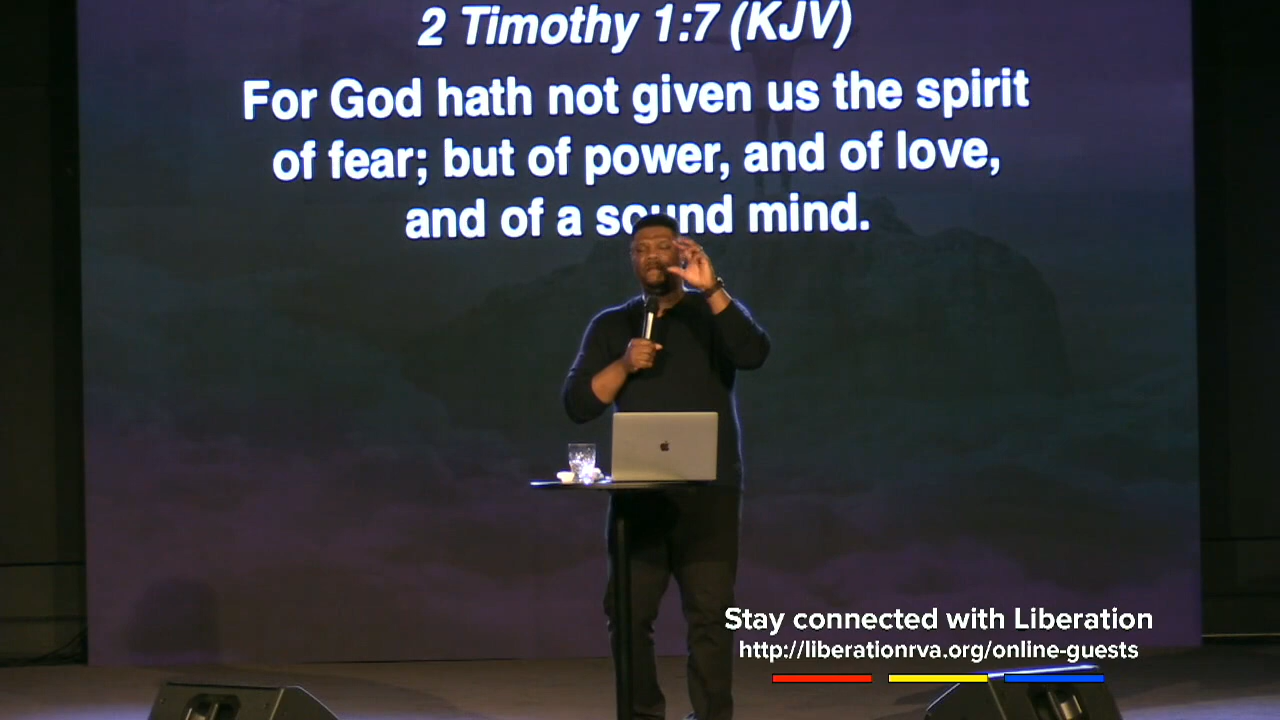 2 Timothy 1:7 (KJV)
For God hath not given us the spirit
of fear; but of power, and of love,
and of a sound mind.
Stay connected with Liberation
http://liberationrva.org/online-guests